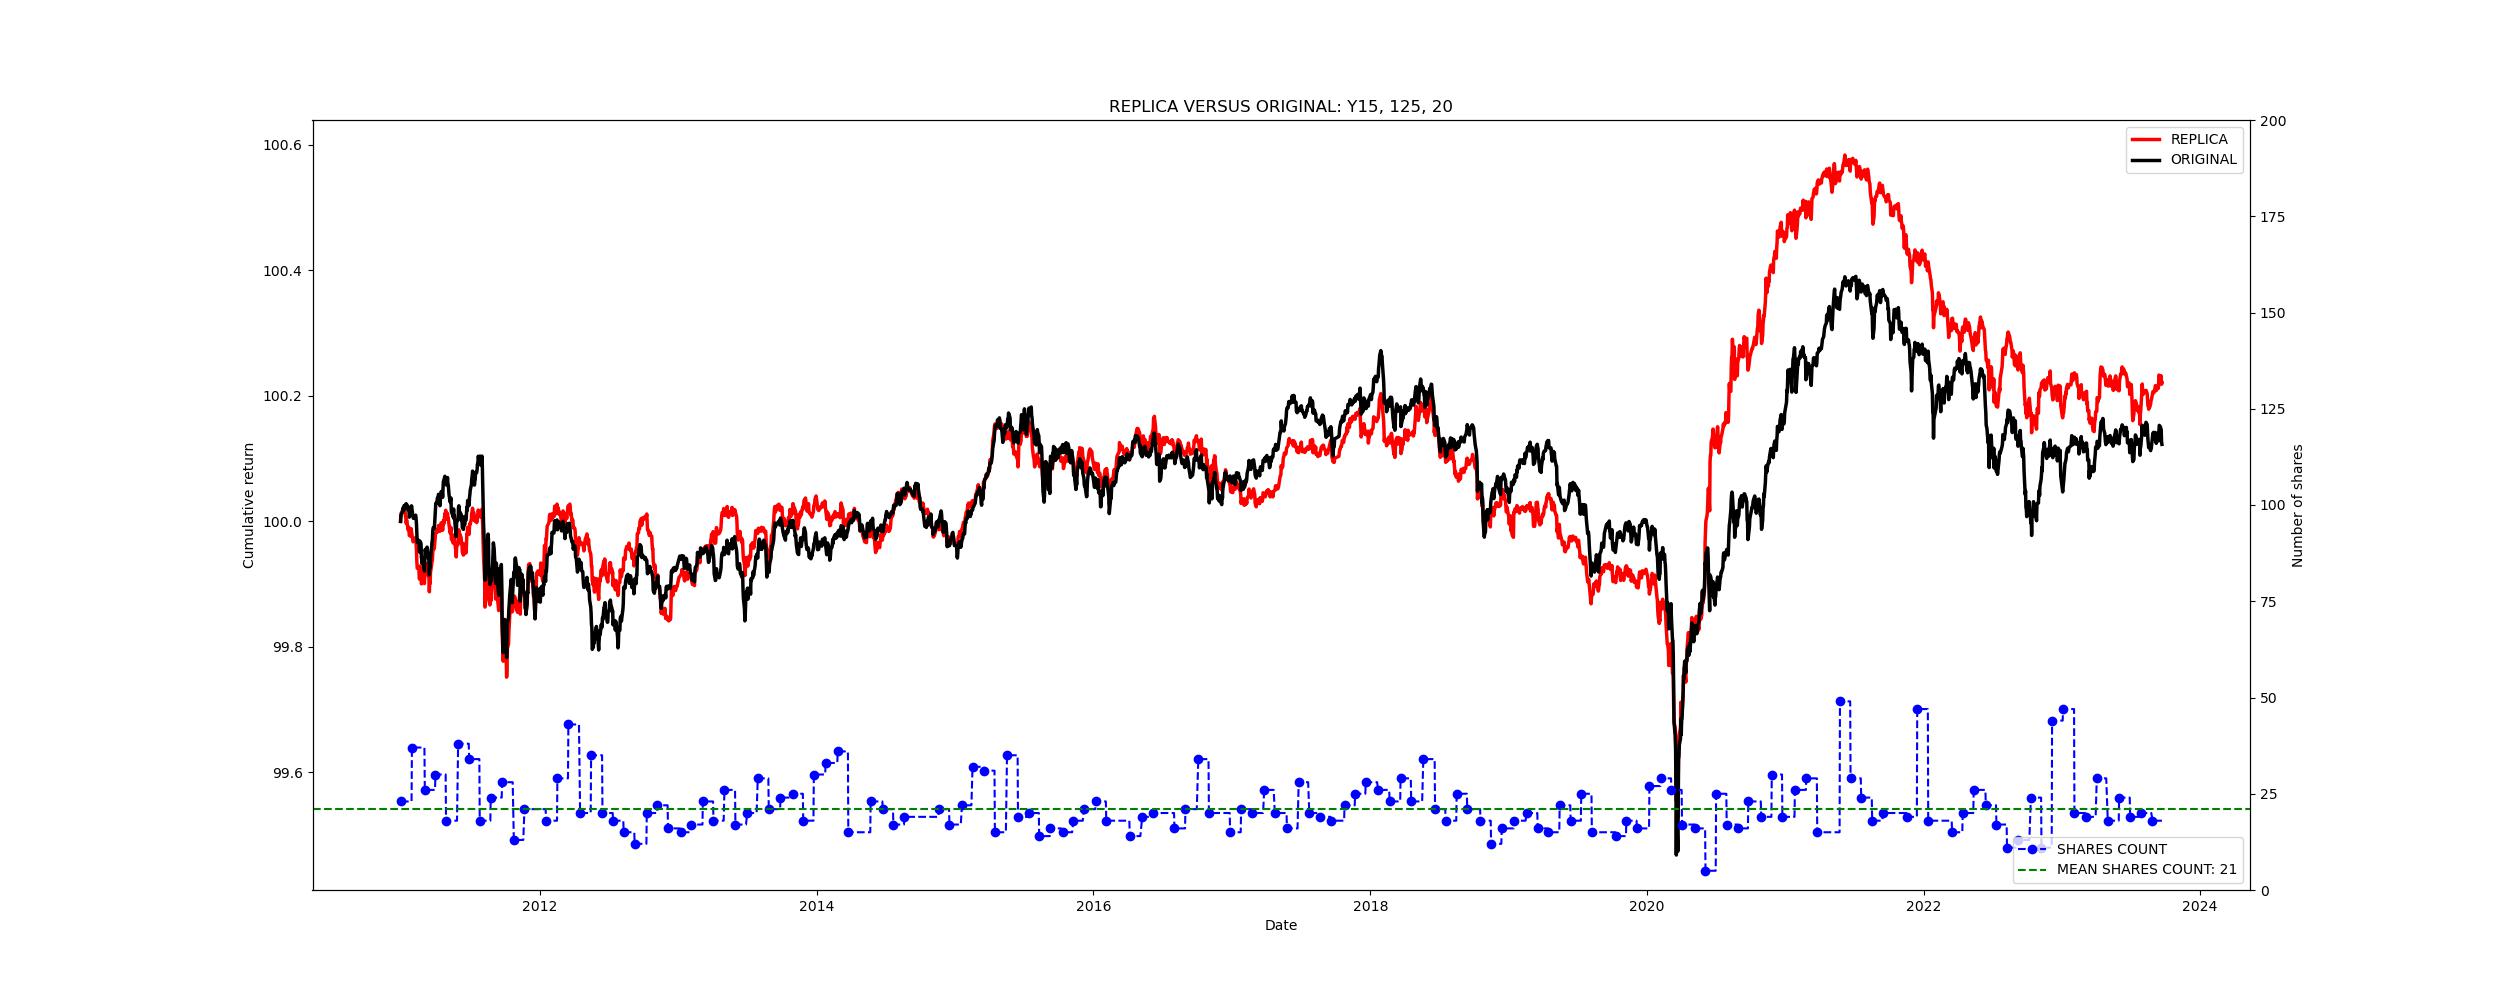 REPLICA VERSUS ORIGINAL: Y15, 125, 20
REPLICA
ORIGINAL
Cumulative return
100.6
100.4
100.2
100.0
99.8
99.6
200
175
150
125
100
75
50
25
0
Number of shares
SHARES COUNT
MEAN SHARES COUNT: 21
2012
2014
2016
2018
2020
2022
2024
Date